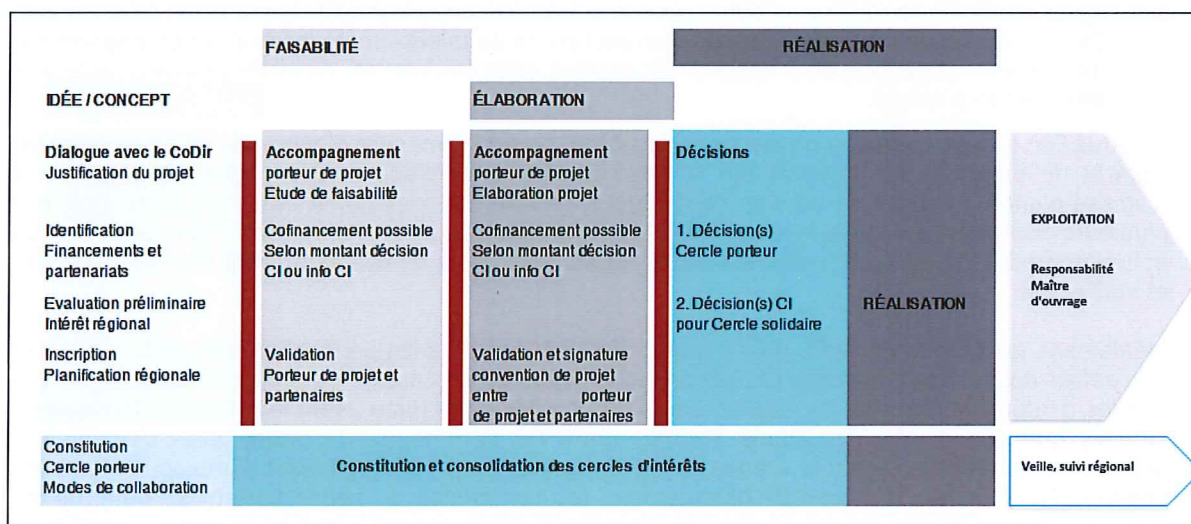 FAISABILITÉ
RÉALISATION
IDÉE / CONCEPT
ÉLABORATION
Dialogue avec le CoDir
Justification du projet
Identification
Financements et
partenariats
Evaluation préliminaire
Intérêt régional
Inscription
Planification régionale
Accompagnement
porteur de projet
Etude de faisabilité
Cofinancement possible
Selon montant décision
CI ou info CI
Validation
Porteur de projet et
partenaires
Accompagnement
porteur de projet
Elaboration projet
Cofinancement possible
Selon montant décision
CI ou info CI
Validation et signature
convention de projet
entre porteur
de projet et partenaires
Décisions
1. Décision(s)
Cercle porteur
2. Décision(s) CI
pour Cercle solidaire
RÉALISATION
EXPLOITATION
Responsabilité
Maître
d'ouvrage
Constitution
Cercle porteur
Modes de collaboration
Constitution et consolidation des cercles d'intérêts
Veille, suivi régional